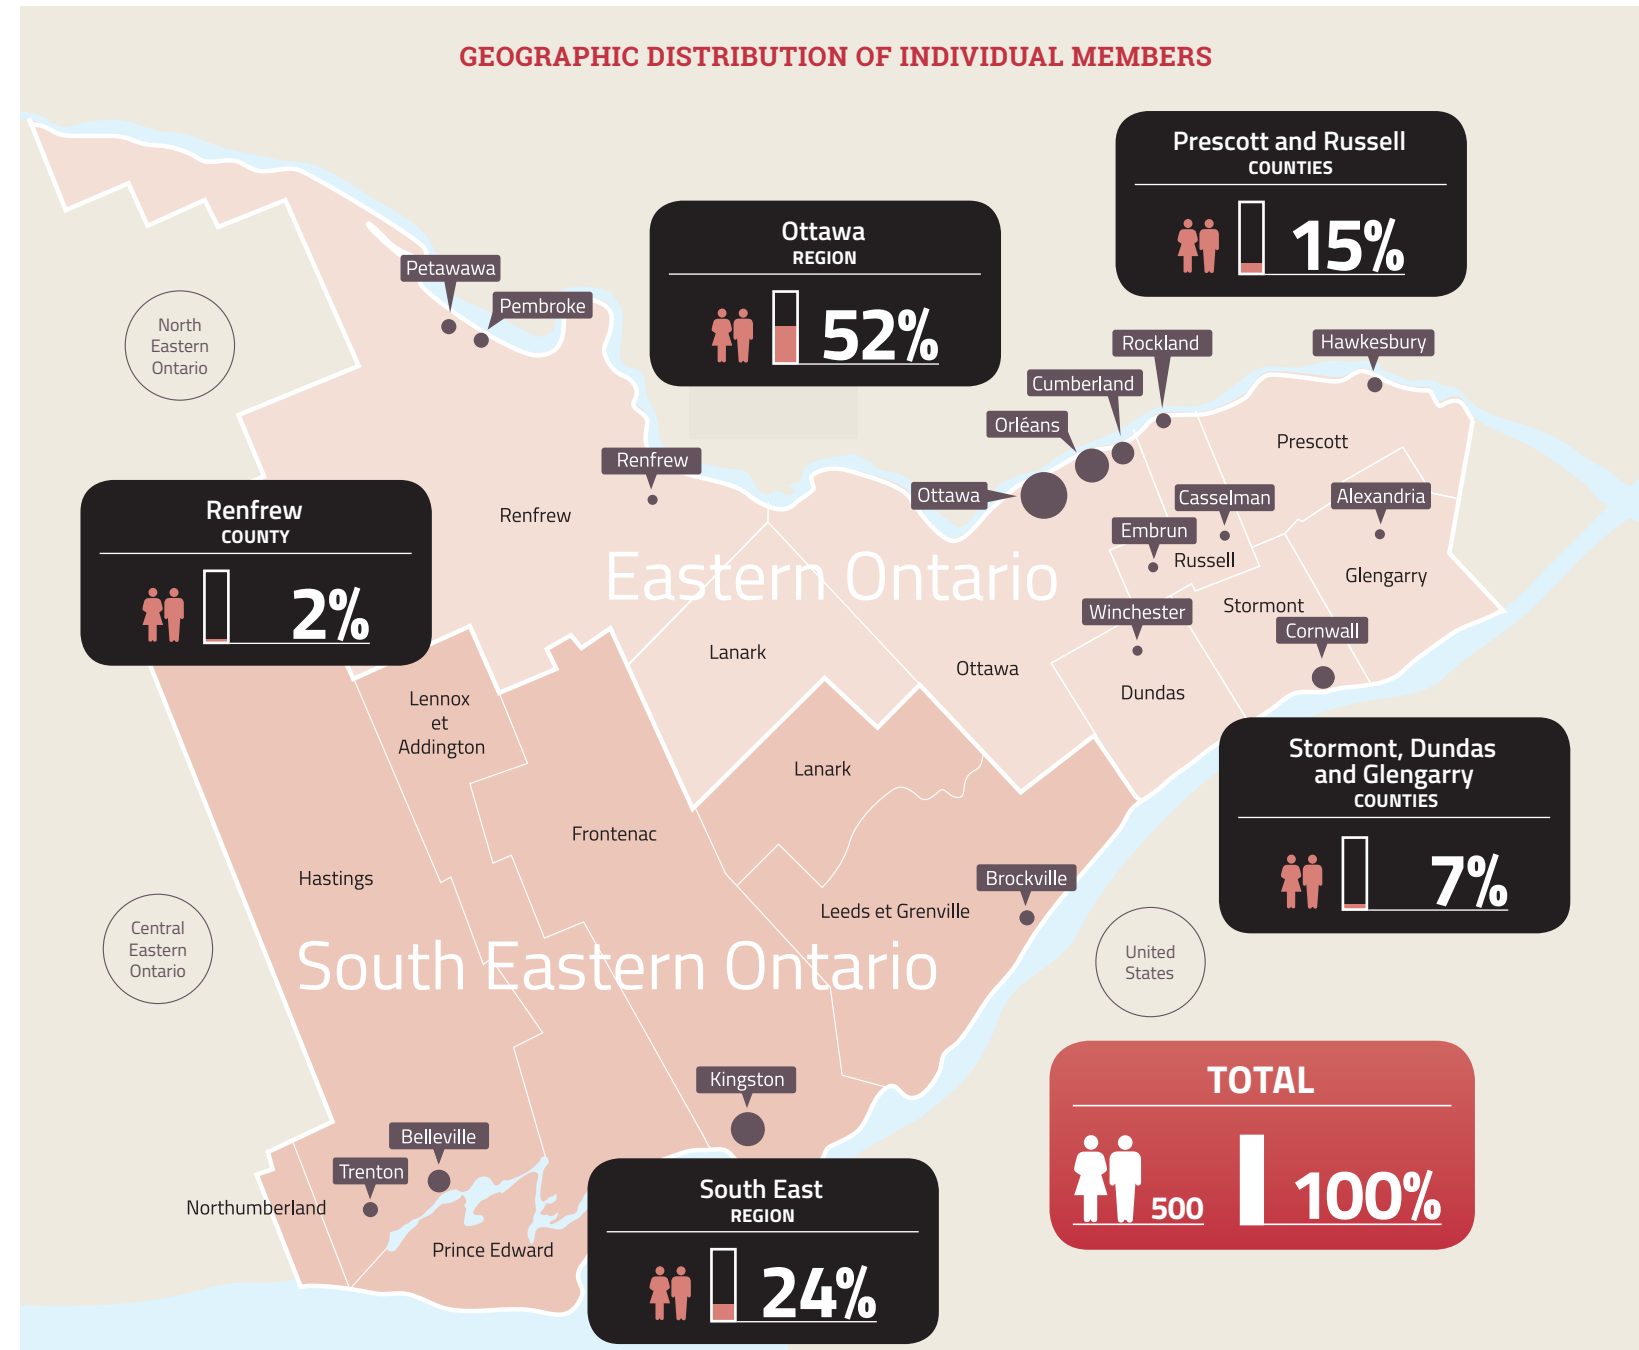 GEOGRAPHIC DISTRIBUTION OF INDIVIDUAL MEMBERS
Prescott and Russell
COUNTIES
15%
Ottawa
REGION
52%
Petawawa
Pembroke
North
Eastern
Ontario
Rockland
Hawkesbury
Cumberland
Orléans
Prescott
Renfrew
Ottawa
Casselman
Alexandria
Renfrew
COUNTY
2%
Renfrew
Embrun
Russell
Eastern Ontario
Glengarry
Winchester
Stormont
Cornwall
Lanark
Ottawa
Dundas
Lennox
et
Addington
Stormont, Dundas
and Glengarry
COUNTIES
7%
Lanark
Frontenac
Hastings
Brockville
Leeds et Grenville
Central
Eastern
Ontario
South Eastern Ontario
United
States
Kingston
TOTAL
500
100%
Belleville
Trenton
Northumberland
Prince Edward
South East
REGION
24%